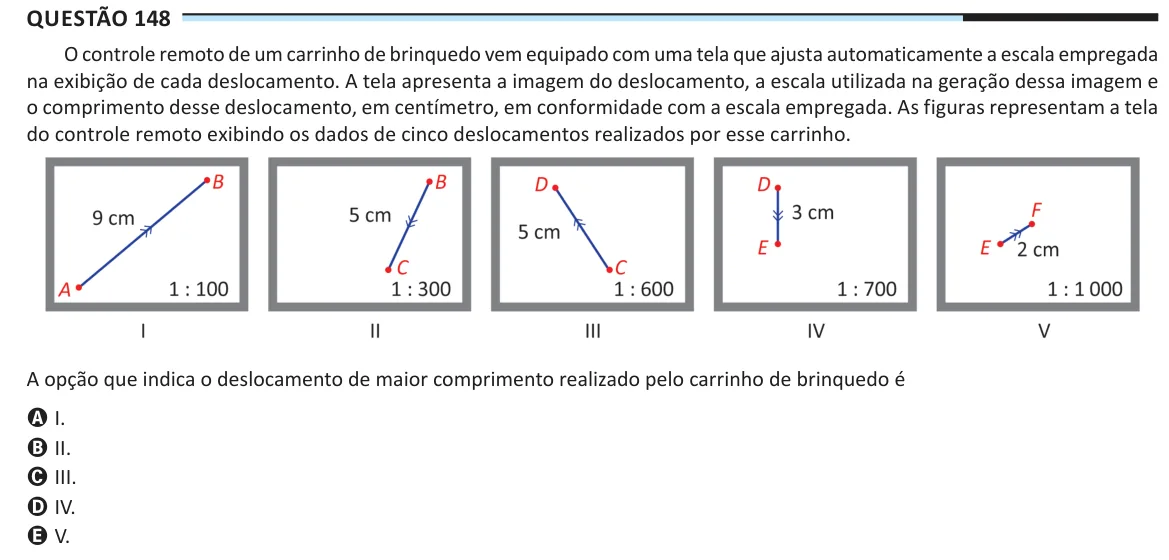 QUESTÃO 148
O controle remoto de um carrinho de brinquedo vem equipado com uma tela que ajusta automaticamente a escala empregada
na exibição de cada deslocamento. A tela apresenta a imagem do deslocamento, a escala utilizada na geração dessa imagem e
o comprimento desse deslocamento, em centímetro, em conformidade com a escala empregada. As figuras representam a tela
do controle remoto exibindo os dados de cinco deslocamentos realizados por esse carrinho.
B
9 cm
A
1 : 100
I
B
5 cm
C
1 : 300
II
D
5 cm
C
1 : 600
III
D
3 cm
E
1 : 700
IV
F
E
2 cm
1 : 1 000
V
A opção que indica o deslocamento de maior comprimento realizado pelo carrinho de brinquedo é
A I.
B II.
C III.
D IV.
E V.